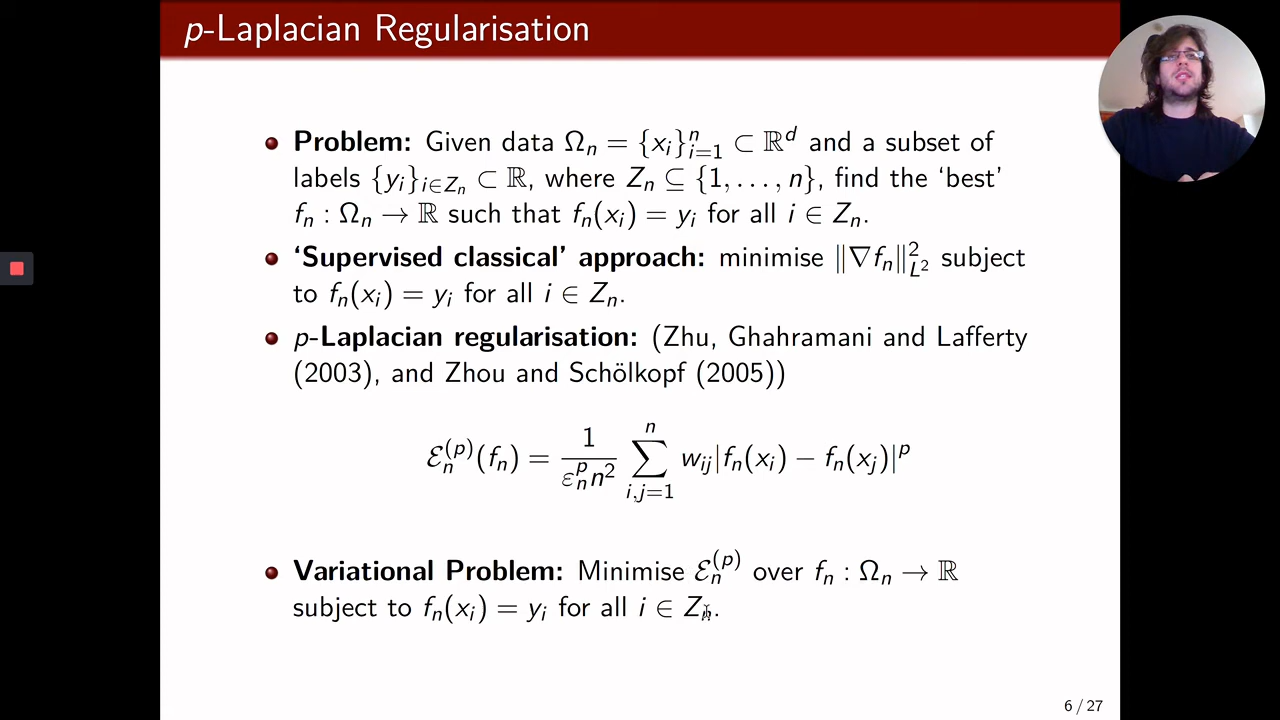 p-Laplacian Regularisation
Problem: Given data Ωₙ = {xᵢ}ⁿᵢ₌₁ ⊂ ℝᵈ and a subset of
labels {yᵢ}ᵢ∈Zₙ ⊂ ℝ, where Zₙ ⊆ {1, . . . , n}, find the ‘best’
fₙ : Ωₙ → ℝ such that fₙ(xᵢ) = yᵢ for all i ∈ Zₙ.
‘Supervised classical’ approach: minimise ‖∇fₙ‖²_L² subject
to fₙ(xᵢ) = yᵢ for all i ∈ Zₙ.
p-Laplacian regularisation: (Zhu, Ghahramani and Lafferty
(2003), and Zhou and Schölkopf (2005))
ℰₙ⁽ᵖ⁾(fₙ) = 1/(εₙᵖn²) ∑ⁿᵢ,ⱼ₌₁ wᵢⱼ|fₙ(xᵢ) − fₙ(xⱼ)|ᵖ
Variational Problem: Minimise ℰₙ⁽ᵖ⁾ over fₙ : Ωₙ → ℝ
subject to fₙ(xᵢ) = yᵢ for all i ∈ Zₙ.
6 / 27